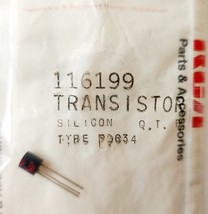 116199
TRANSISTO
SILICON Q.T.
TYPE
Parts & Accessories